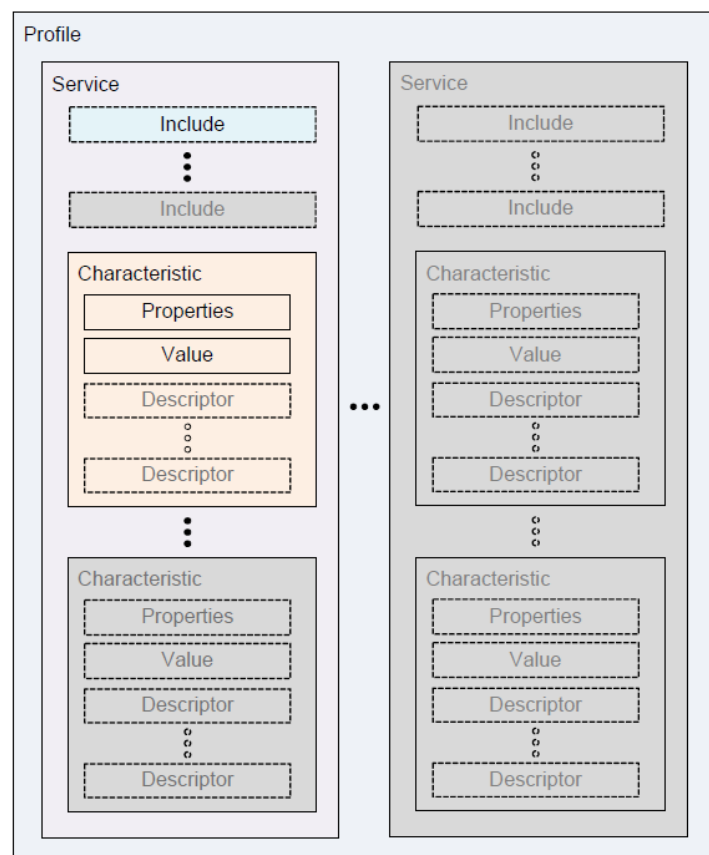 Profile
Service
Include
Include
Characteristic
Properties
Value
Descriptor
Descriptor
Characteristic
Properties
Value
Descriptor
Descriptor
Service
Include
Include
Characteristic
Properties
Value
Descriptor
Descriptor
Characteristic
Properties
Value
Descriptor
Descriptor